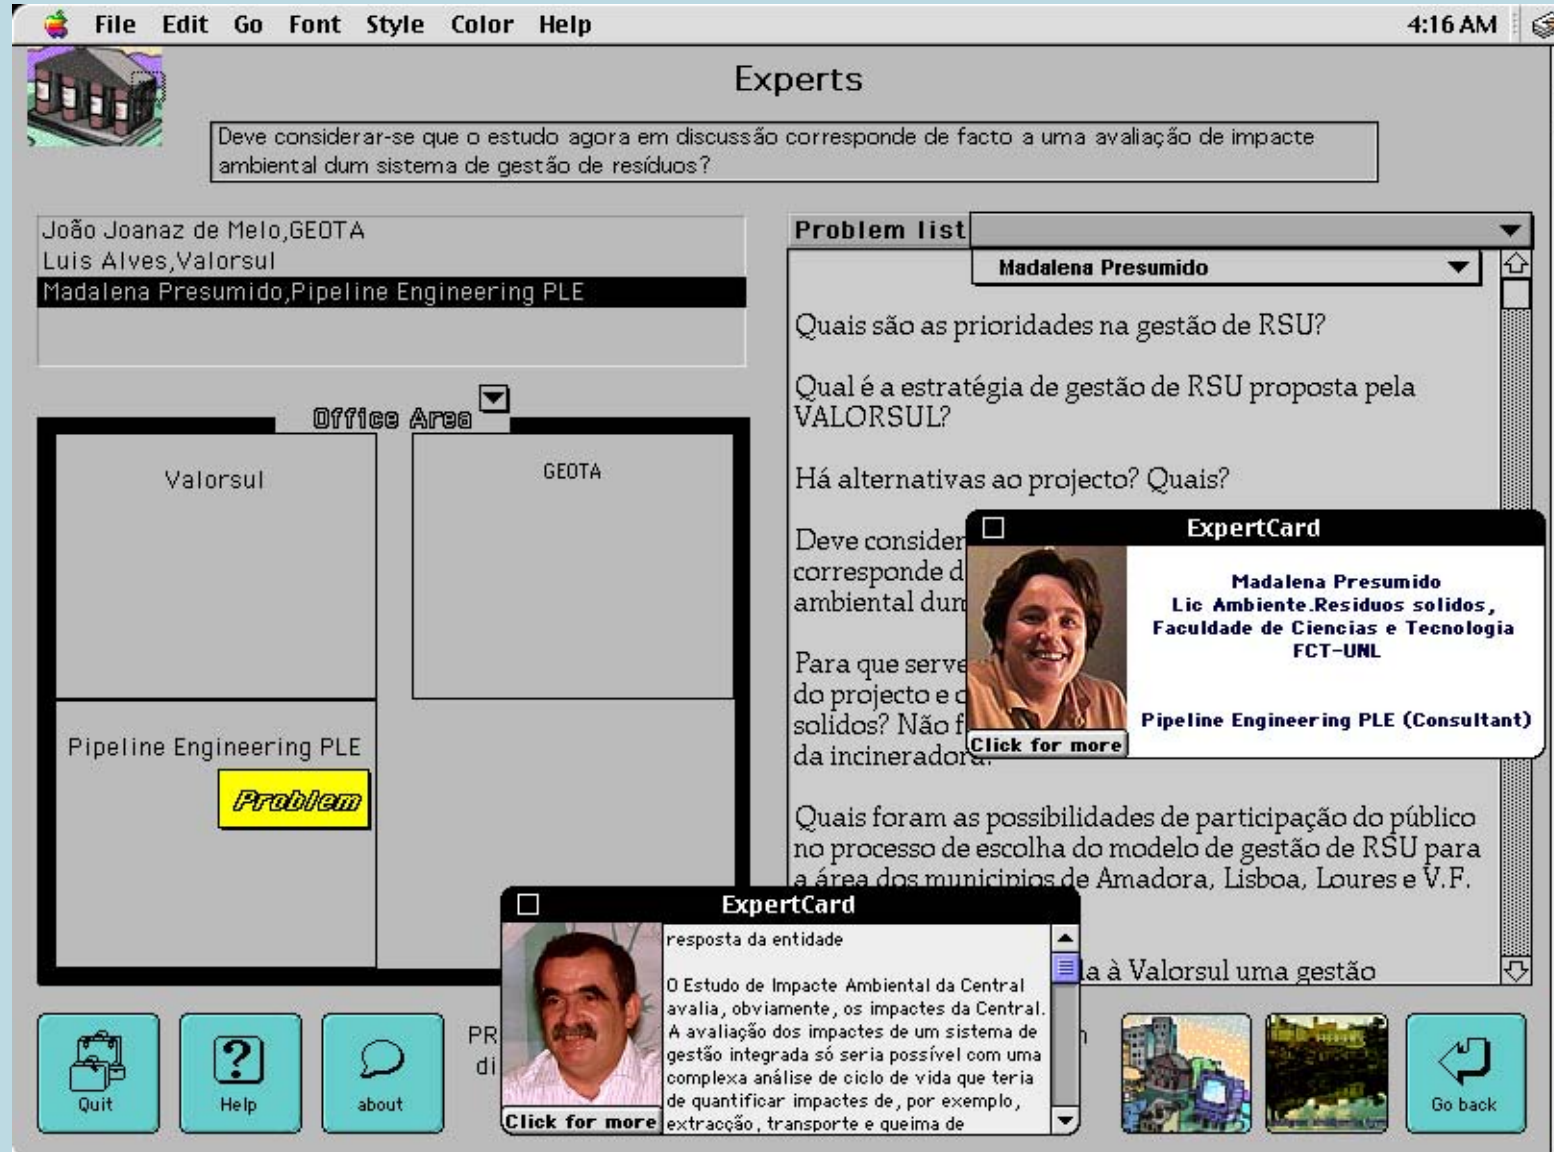 File Edit Go Font Style Color Help
4:16 AM
Experts
Deve considerar-se que o estudo agora em discussão corresponde de facto a uma avaliação de impacte
ambiental dum sistema de gestão de resíduos?
João Joanaz de Melo,GEOTA
Luis Alves,Valorsul
Madalena Presumido,Pipeline Engineering PLE
Office Area
Valorsul
GEOTA
Pipeline Engineering PLE
Problem
Problem list
Madalena Presumido
Quais são as prioridades na gestão de RSU?
Qual é a estratégia de gestão de RSU proposta pela
VALORSUL?
Há alternativas ao projecto? Quais?
Deve consider
corresponde d
ambiental dum
Para que serve
do projecto e
solidos? Não f
da incineradora?
ExpertCard
Madalena Presumido
Lic Ambiente.Residuos solidos,
Faculdade de Ciencias e Tecnologia
FCT-UNL
Pipeline Engineering PLE (Consultant)
Click for more
Quais foram as possibilidades de participação do público
no processo de escolha do modelo de gestão de RSU para
a área dos municipios de Amadora, Lisboa, Loures e V.F.
la à Valorsul uma gestão
ExpertCard
resposta da entidade
O Estudo de Impacte Ambiental da Central
avalia, obviamente, os impactes da Central.
A avaliação dos impactes de um sistema de
gestão integrada só seria possível com uma
complexa análise de ciclo de vida que teria
de quantificar impactes de, por exemplo,
extracção, transporte e queima de
Click for more
PR
di
Quit
Help
about
Go back